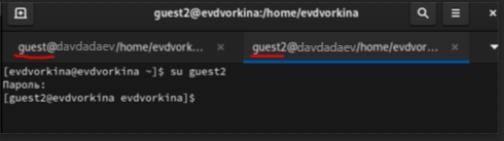 guest2@evdvorkina:/home/evdvorkina
guest@davdadaev/home/evdvork...
guest2@davdadaev/home/evdvor...
[evdvorkina@evdvorkina ~]$ su guest2
Пароль:
[guest2@evdvorkina evdvorkina]$